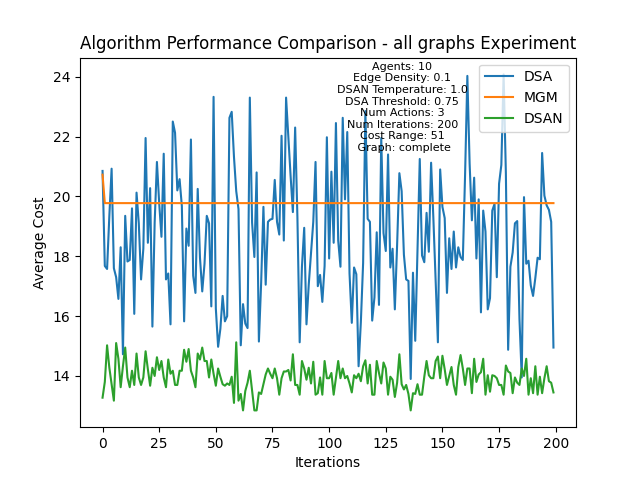 Algorithm Performance Comparison - all graphs Experiment
Agents: 10
Edge Density: 0.1
DSAN Temperature: 1.0
DSA Threshold: 0.75
Num Actions: 3
Num Iterations: 200
Cost Range: 51
Graph: complete
DSA
MGM
DSAN
Average Cost
24
22
20
18
16
14
0
25
50
75
100
125
150
175
200
Iterations